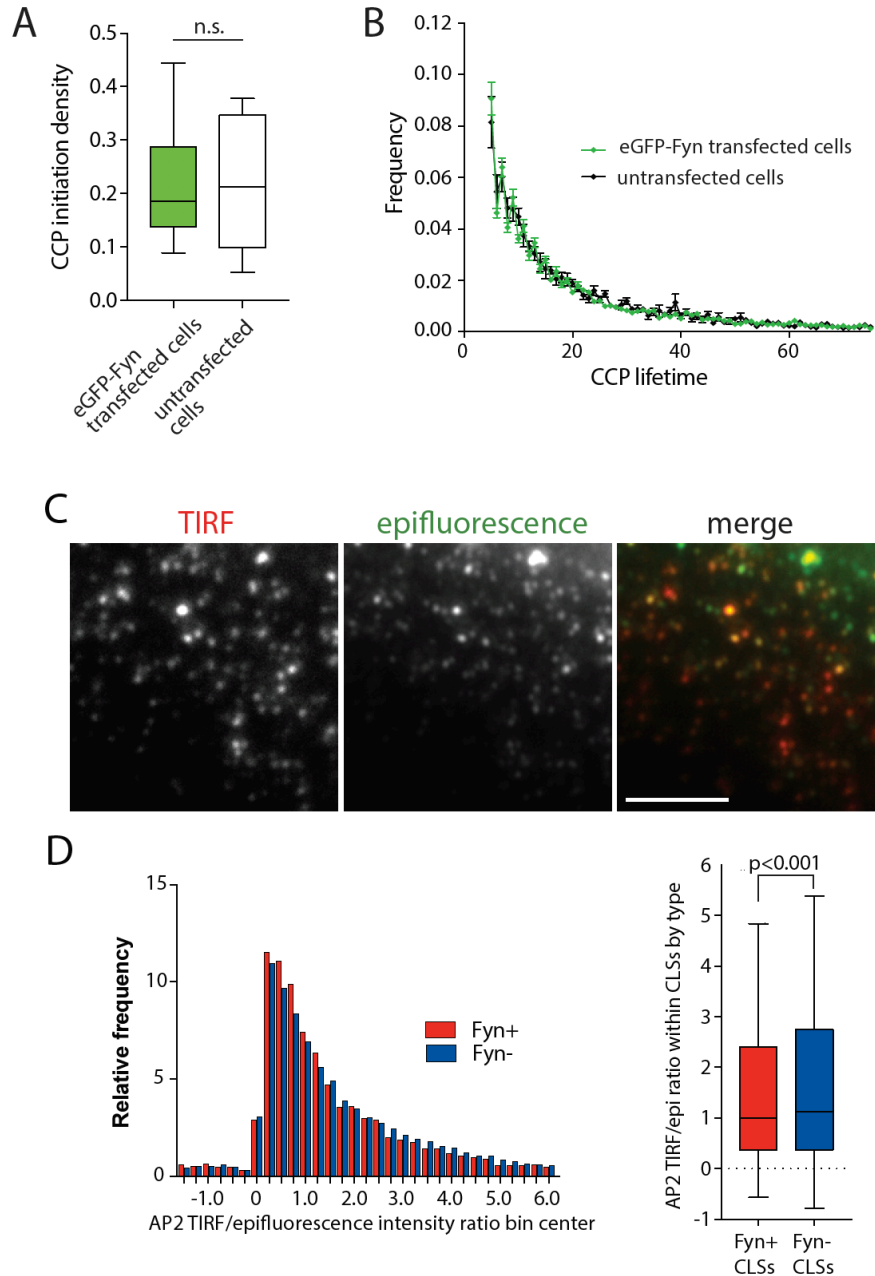 A
n.s.
CCP initiation density
0.5
0.4
0.3
0.2
0.1
0.0
eGFP-Fyn
transfected cells
untransfected
cells
B
Frequency
0.12
0.10
0.08
0.06
0.04
0.02
0.00
0
20
40
60
CCP lifetime
eGFP-Fyn transfected cells
untransfected cells
C
TIRF
epifluorescence
merge
D
Relative frequency
15
10
5
0
-1.0
0
1.0
2.0
3.0
4.0
5.0
6.0
AP2 TIRF/epifluorescence intensity ratio bin center
Fyn+
Fyn-
AP2 TIRF/epi ratio within CLSs by type
6
5
4
3
2
1
0
-1
p<0.001
Fyn+
CLSs
Fyn-
CLSs